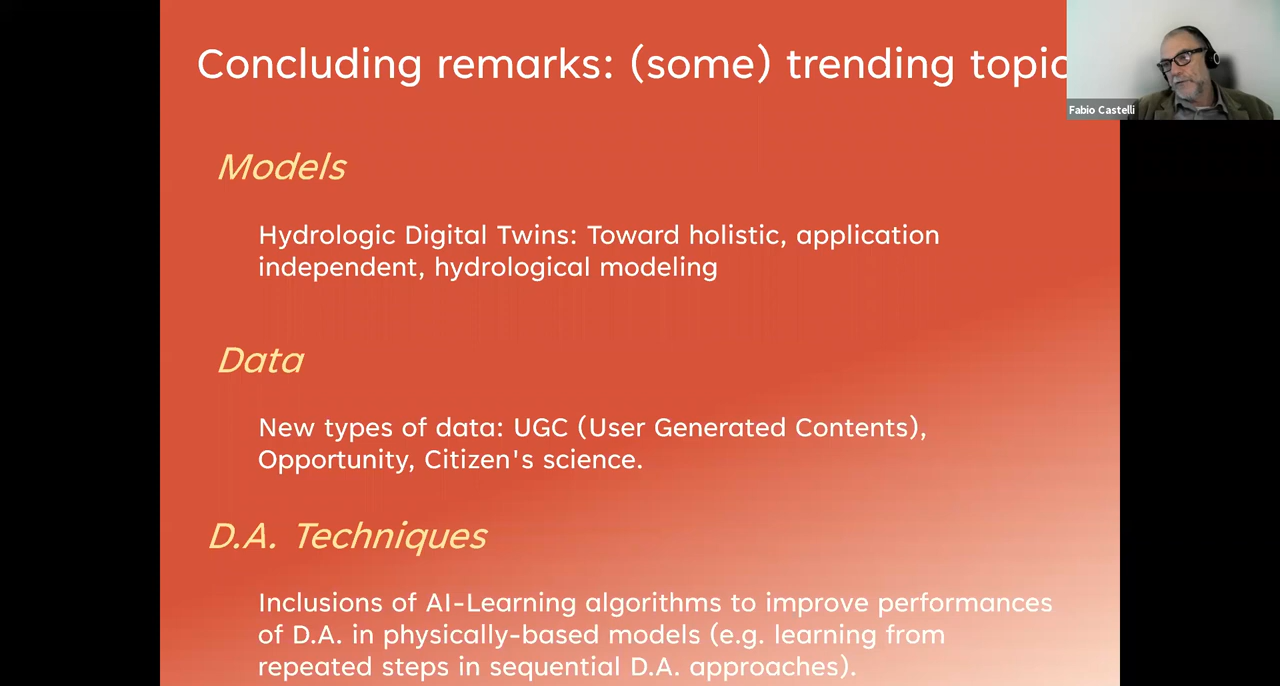 Concluding remarks: (some) trending topic
Fabio Castelli
Models
Hydrologic Digital Twins: Toward holistic, application
independent, hydrological modeling
Data
New types of data: UGC (User Generated Contents),
Opportunity, Citizen's science.
D.A. Techniques
Inclusions of AI-Learning algorithms to improve performances
of D.A. in physically-based models (e.g. learning from
repeated steps in sequential D.A. approaches).